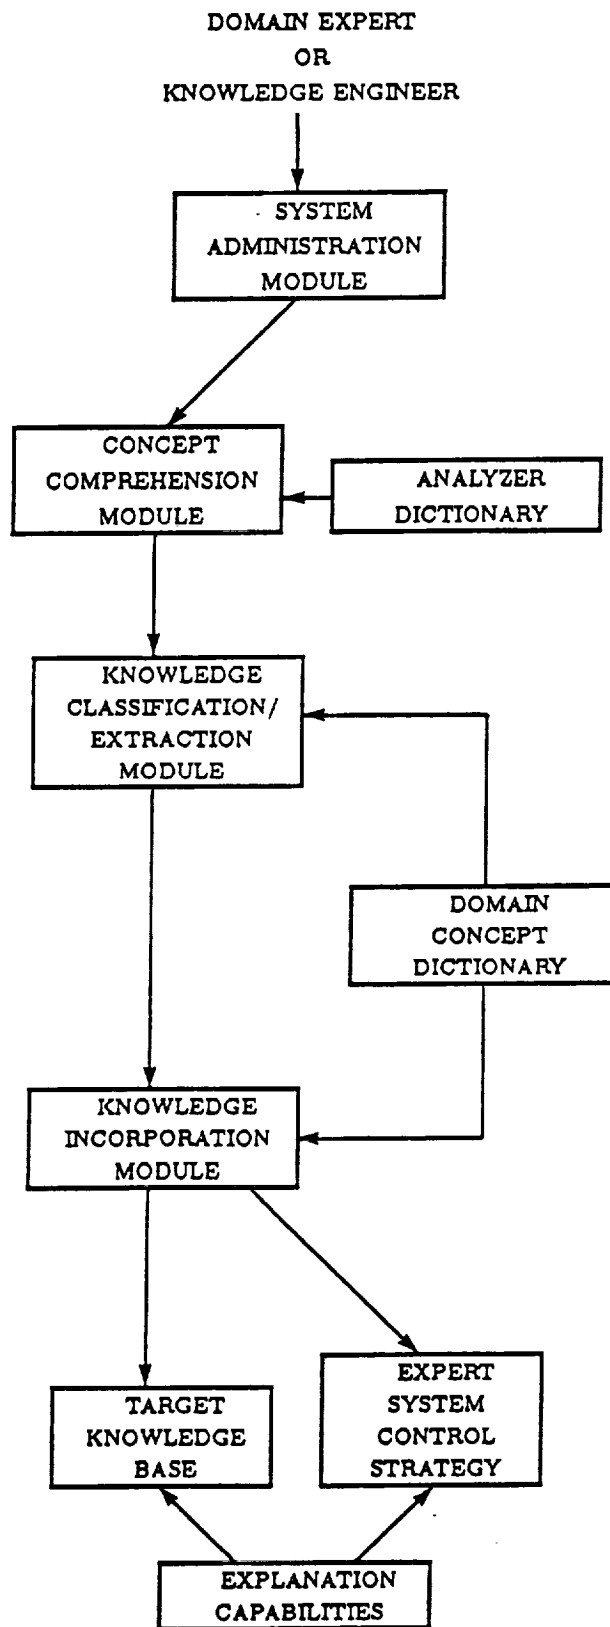 DOMAIN EXPERT
OR
KNOWLEDGE ENGINEER
SYSTEM
ADMINISTRATION
MODULE
CONCEPT
COMPREHENSION
MODULE
ANALYZER
DICTIONARY
KNOWLEDGE
CLASSIFICATION/
EXTRACTION
MODULE
DOMAIN
CONCEPT
DICTIONARY
KNOWLEDGE
INCORPORATION
MODULE
TARGET
KNOWLEDGE
BASE
EXPERT
SYSTEM
CONTROL
STRATEGY
EXPLANATION
CAPABILITIES